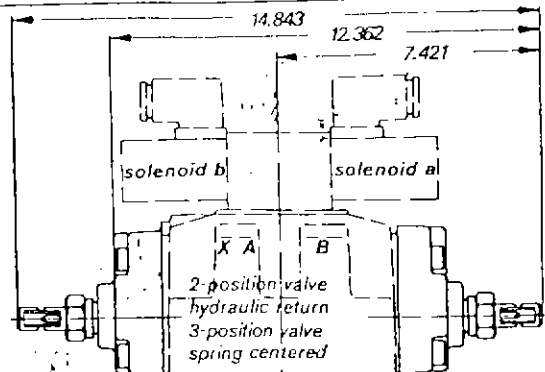 14.843
12.362
7.421
solenoid b
solenoid a
X A
B
2-position valve
hydraulic return
3-position valve
spring centered